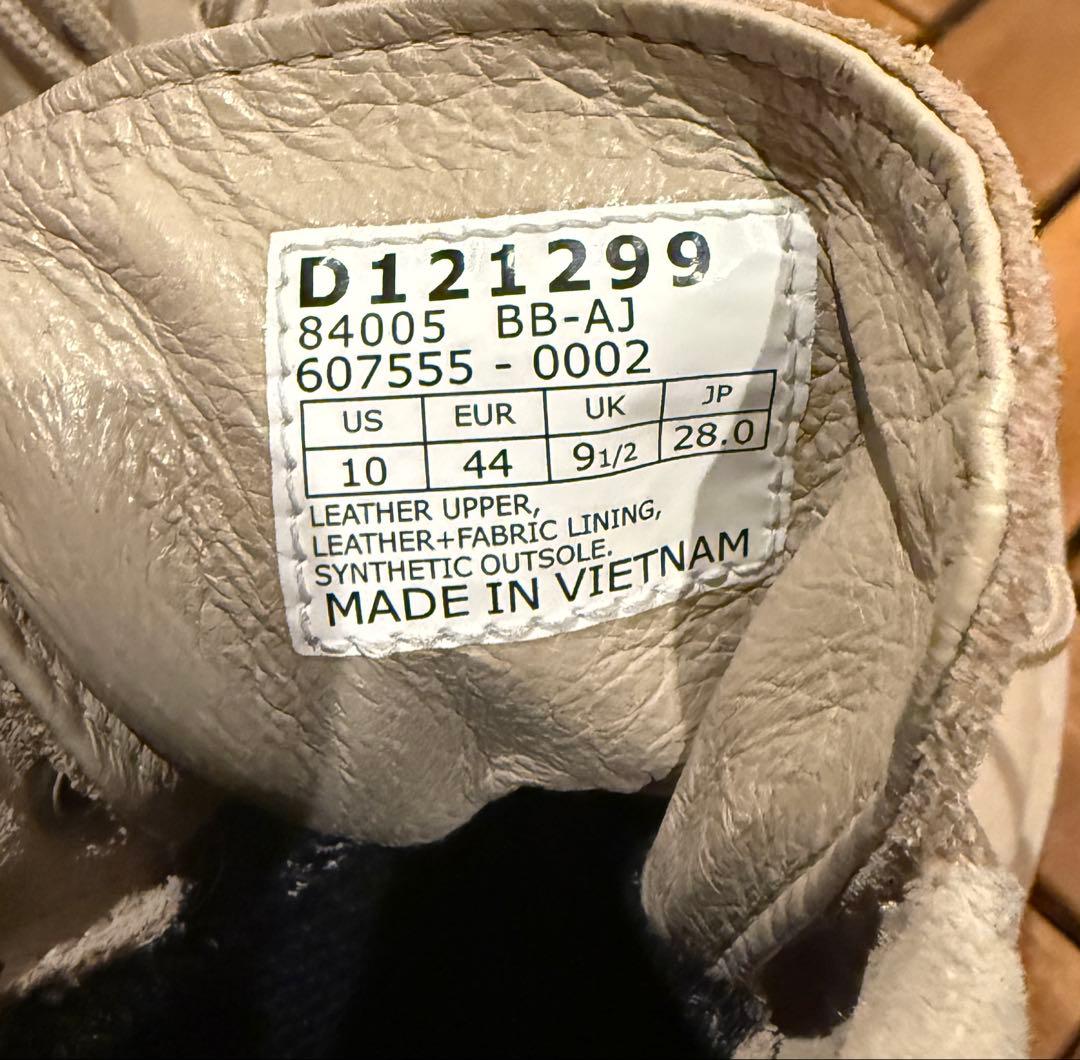 D121299
84005 BB-AJ
607555 - 0002
US EUR UK JP
10 44 9 1/2 28.0
LEATHER UPPER,
LEATHER+FABRIC LINING,
SYNTHETIC OUTSOLE.
MADE IN VIETNAM